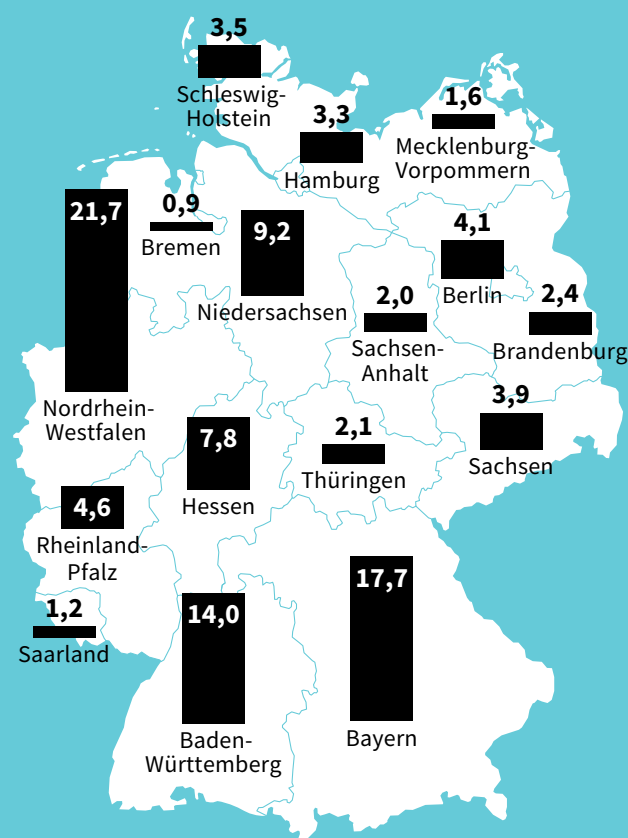 3,5
Schleswig-
Holstein
3,3
Hamburg
1,6
Mecklenburg-
Vorpommern
21,7
Nordrhein-
Westfalen
0,9
Bremen
9,2
Niedersachsen
4,1
Berlin
2,0
Sachsen-
Anhalt
2,4
Brandenburg
7,8
Hessen
2,1
Thüringen
3,9
Sachsen
4,6
Rheinland-
Pfalz
1,2
Saarland
14,0
Baden-
Württemberg
17,7
Bayern